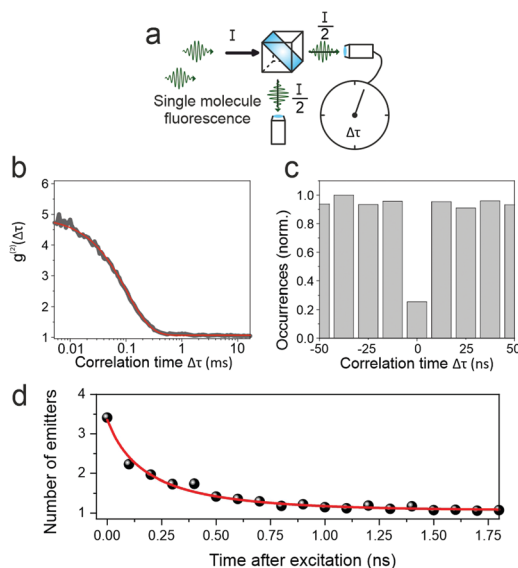 a
I
I/2
Single molecule
fluorescence
I/2
Δτ
b
g⁽²⁾(Δτ)
6
5
4
3
2
1
0.01 0.1 1 10
Correlation time Δτ (ms)
c
Occurrences (norm.)
1.0
0.8
0.6
0.4
0.2
0.0
-50 -25 0 25 50
Correlation time Δτ (ns)
d
Number of emitters
4
3
2
1
0.00 0.25 0.50 0.75 1.00 1.25 1.50 1.75
Time after excitation (ns)